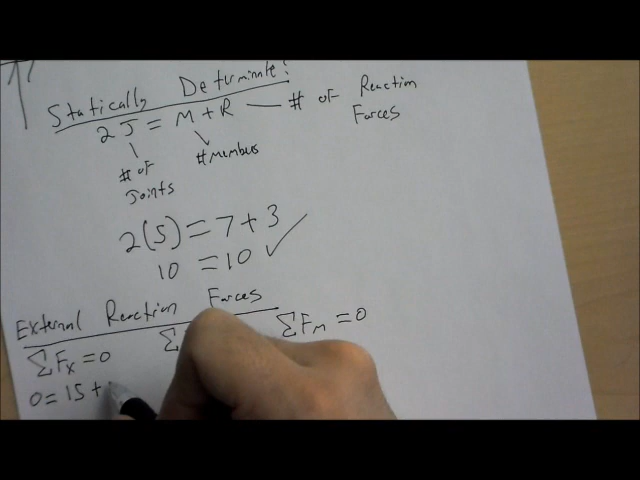 Statically Determinate?
2J = M + R — # of Reaction Forces
# of Joints
# Members
2(5) = 7 + 3 ✓
10 = 10
External Reaction Forces
ΣFx = 0 Σ ΣFM = 0
0 = 15 +